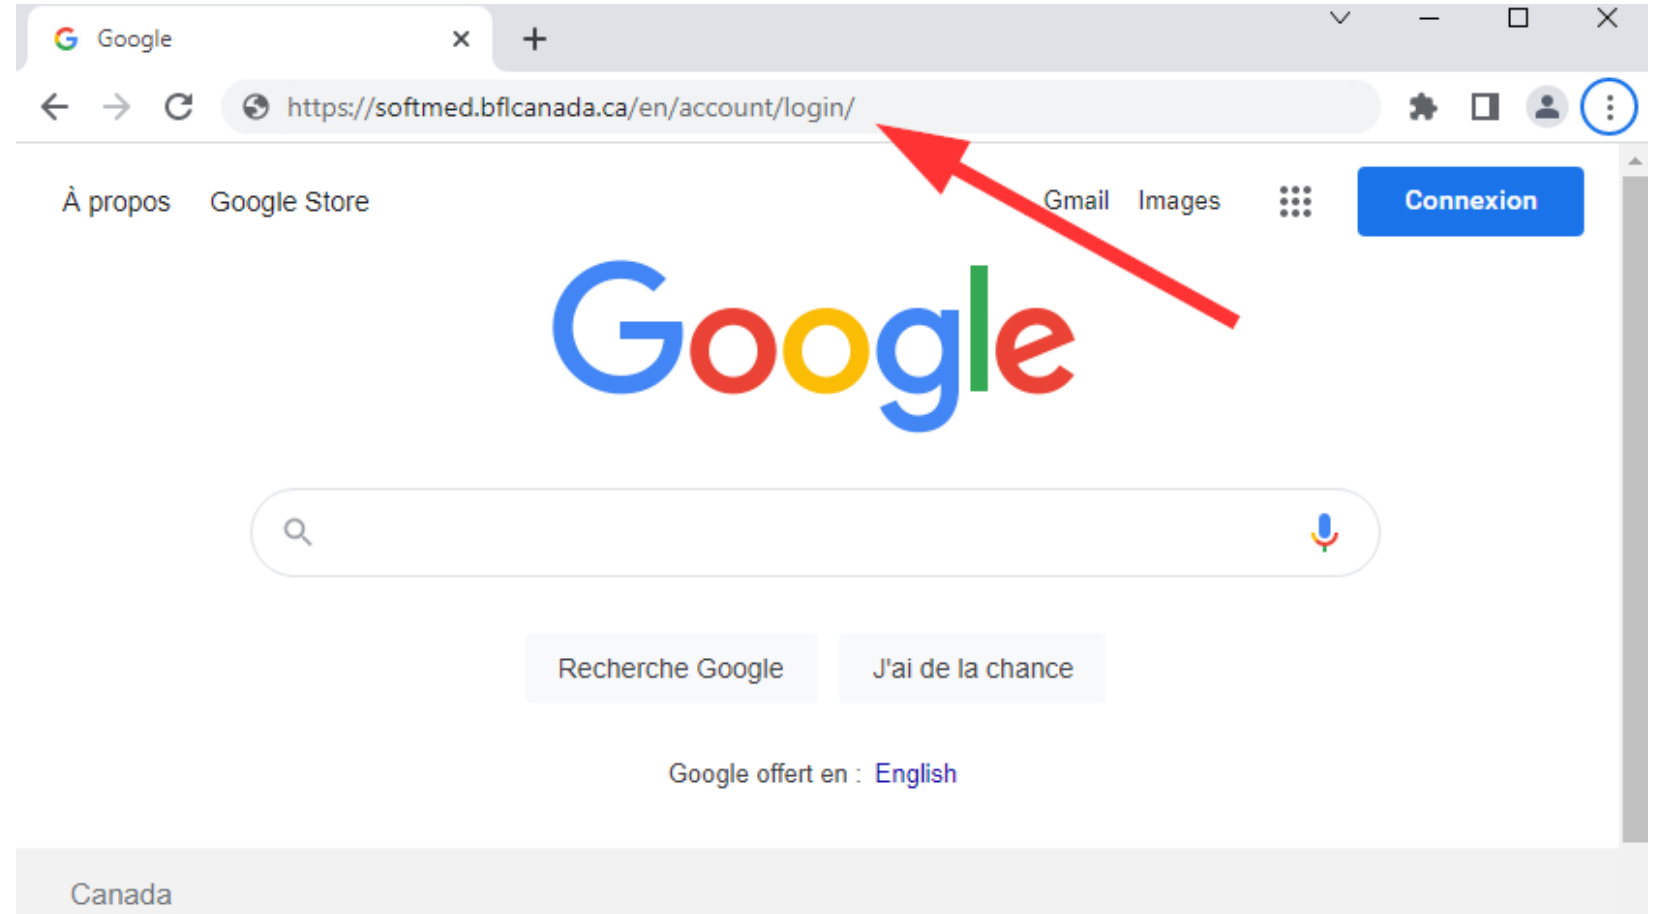 Google
https://softmed.bflcanada.ca/en/account/login/
À propos Google Store Gmail Images Connexion
Google
Recherche Google J'ai de la chance
Google offert en : English
Canada